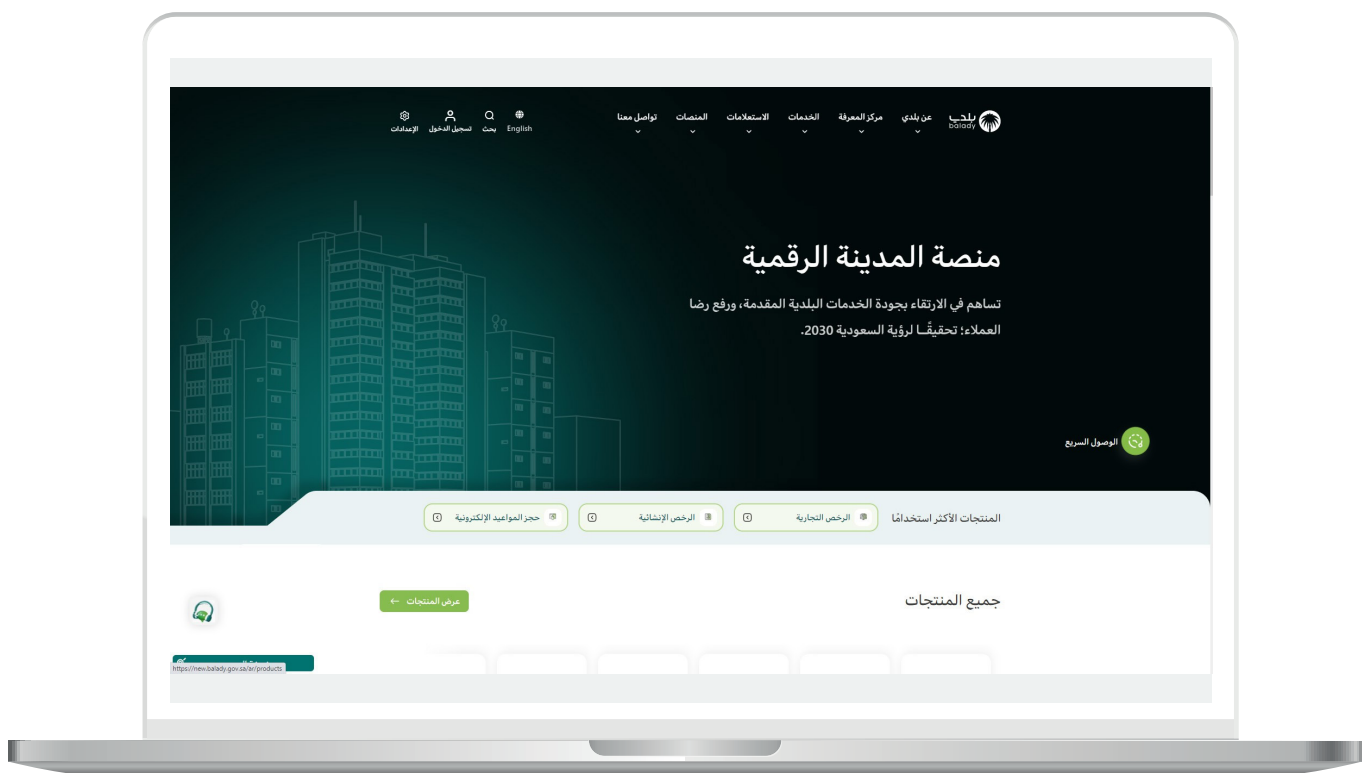 بلدي
balady
عن بلدي
مركز المعرفة
الخدمات
الاستعلامات
المنصات
تواصل معنا
English
بحث
تسجيل الدخول
الإعدادات
منصة المدينة الرقمية
تساهم في الارتقاء بجودة الخدمات البلدية المقدمة، ورفع رضا
العملاء؛ تحقيقًـا لرؤية السعودية 2030.
الوصول السريع
المنتجات الأكثر استخدامًا
الرخص التجارية
الرخص الإنشائية
حجز المواعيد الإلكترونية
جميع المنتجات
عرض المنتجات
https://new.balady.gov.sa/ar/products